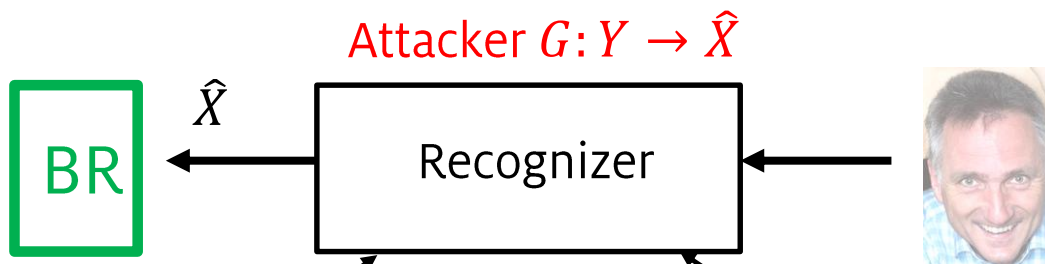 Attacker G: Y → X̂
X̂
BR
Recognizer